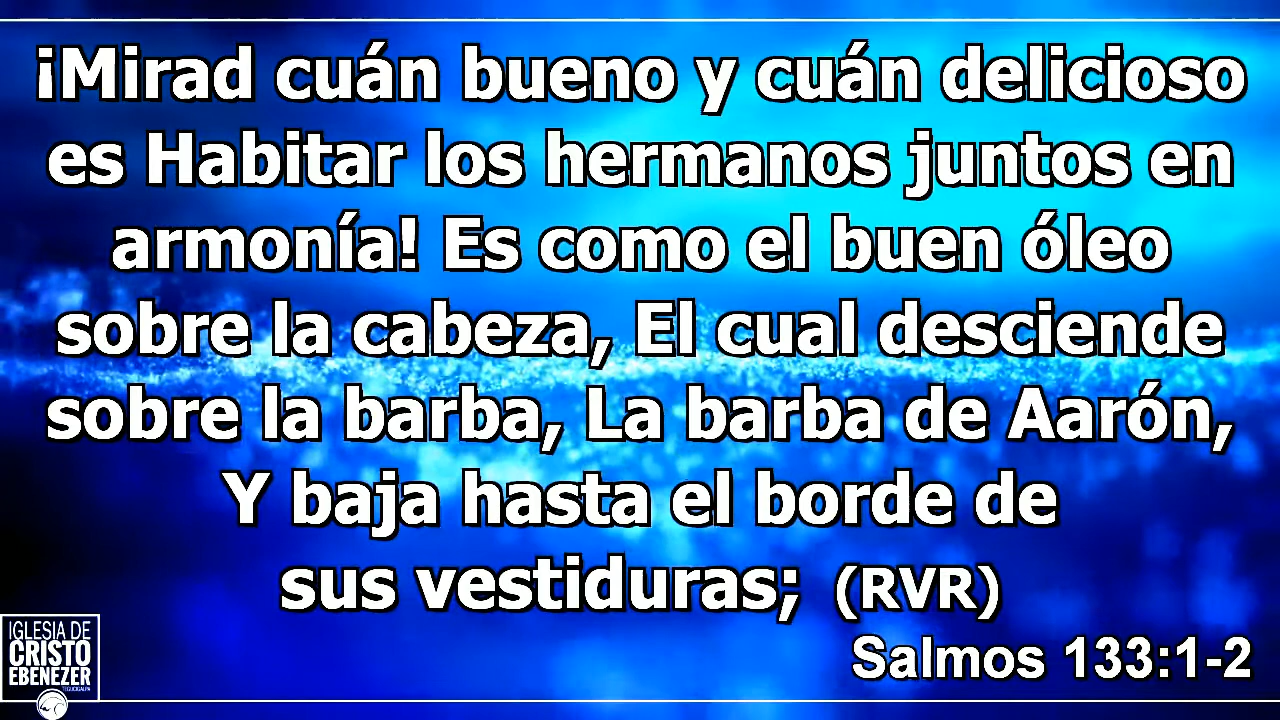 ¡Mirad cuán bueno y cuán delicioso
es Habitar los hermanos juntos en
armonía! Es como el buen óleo
sobre la cabeza, El cual desciende
sobre la barba, La barba de Aarón,
Y baja hasta el borde de
sus vestiduras; (RVR)
Salmos 133:1-2
IGLESIA DE
CRISTO
EBENEZER
TEGUCIGALPA